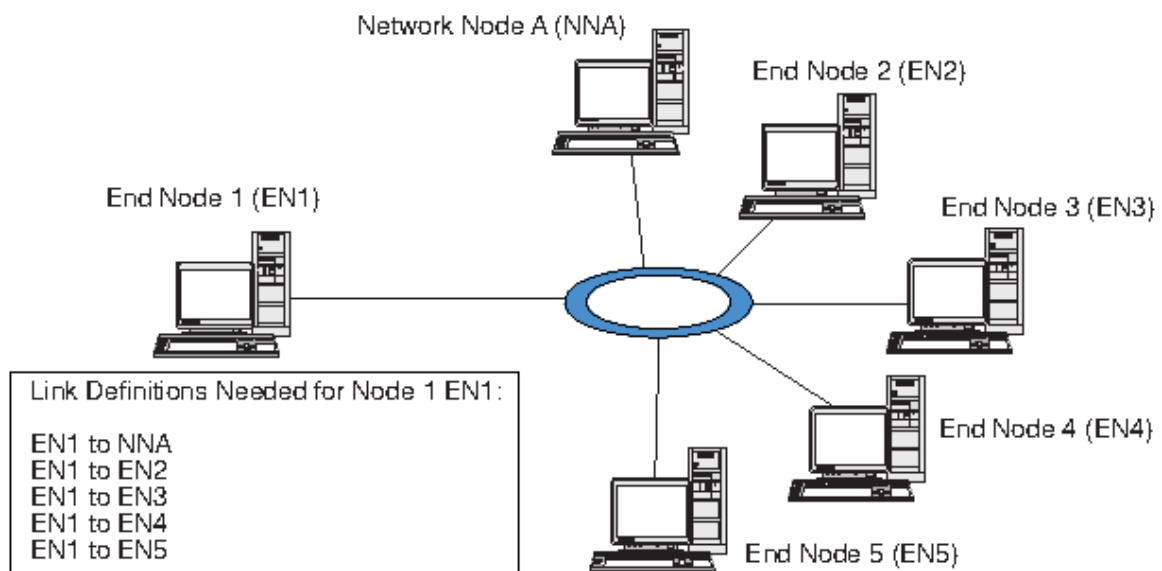 Network Node A (NNA)
End Node 2 (EN2)
End Node 1 (EN1)
End Node 3 (EN3)
Link Definitions Needed for Node 1 EN1:
EN1 to NNA
EN1 to EN2
EN1 to EN3
EN1 to EN4
EN1 to EN5
End Node 4 (EN4)
End Node 5 (EN5)